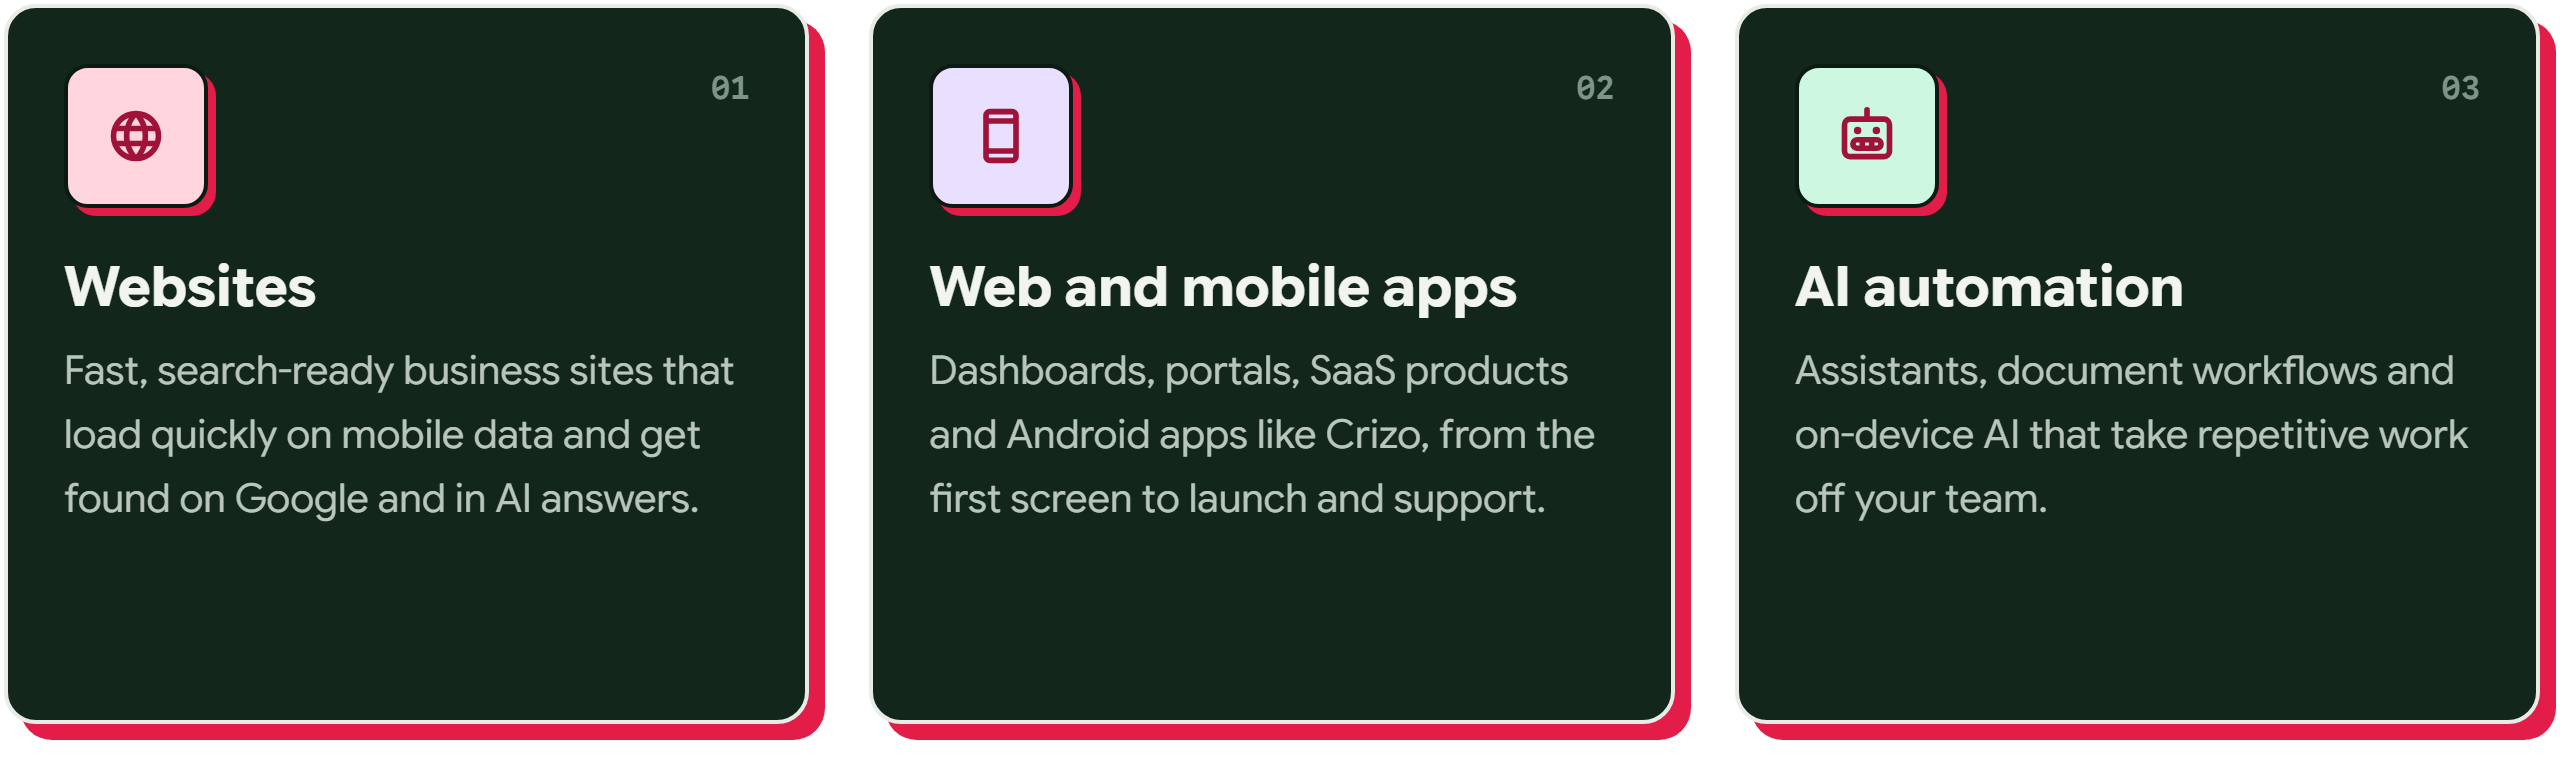 01
Websites
Fast, search-ready business sites that
load quickly on mobile data and get
found on Google and in AI answers.
02
Web and mobile apps
Dashboards, portals, SaaS products
and Android apps like Crizo, from the
first screen to launch and support.
03
AI automation
Assistants, document workflows and
on-device AI that take repetitive work
off your team.